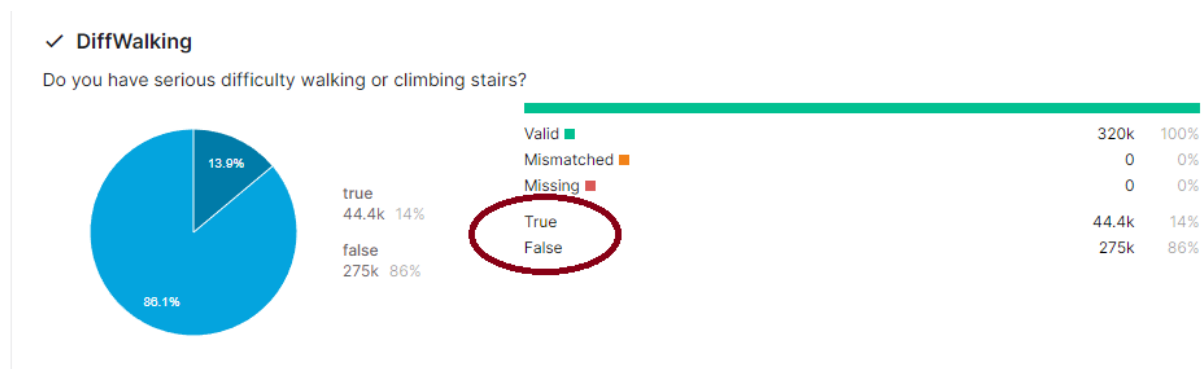 DiffWalking
Do you have serious difficulty walking or climbing stairs?
13.9%
86.1%
true
44.4k 14%
false
275k 86%
Valid 320k 100%
Mismatched 0 0%
Missing 0 0%
True 44.4k 14%
False 275k 86%